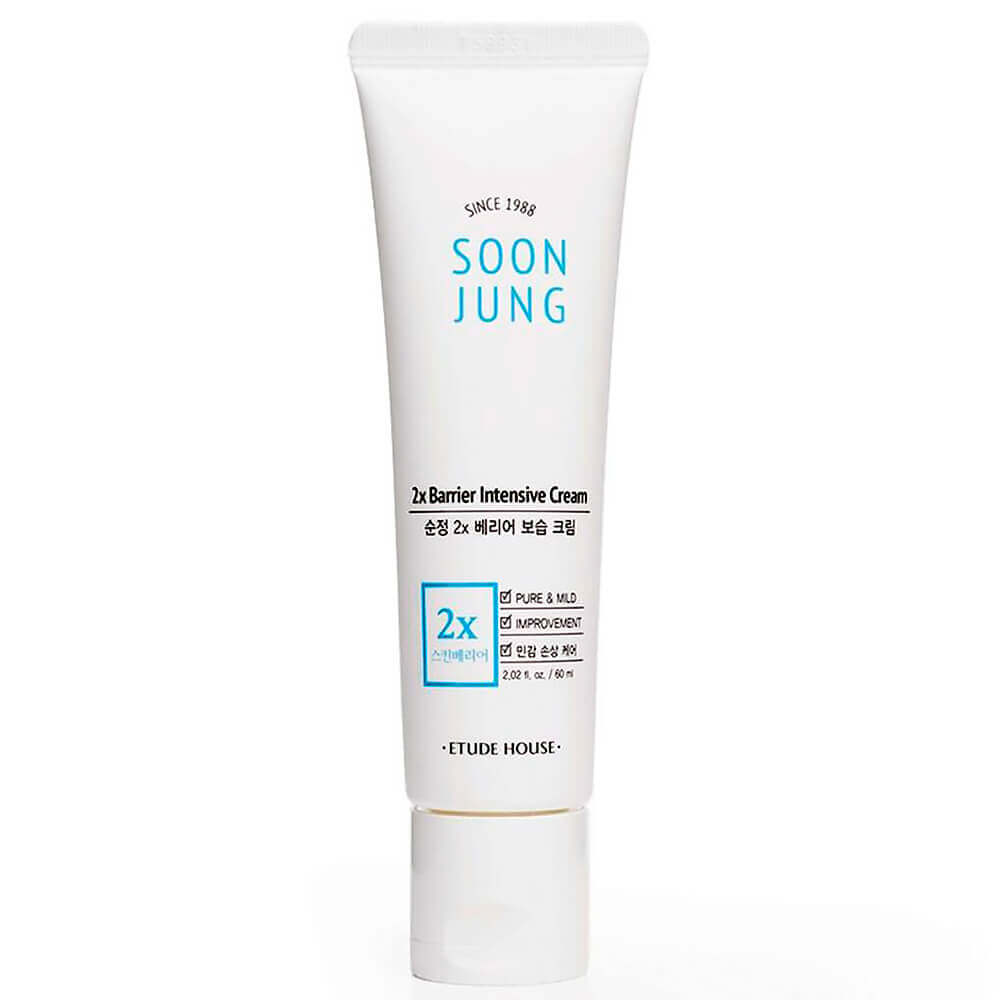 SINCE 1988
SOON
JUNG
2x Barrier Intensive Cream
순정 2x 베리어 보습 크림
2x
스킨베리어
PURE & MILD
IMPROVEMENT
민감 손상 케어
2.02 fl. oz. / 60 ml
·ETUDE HOUSE·